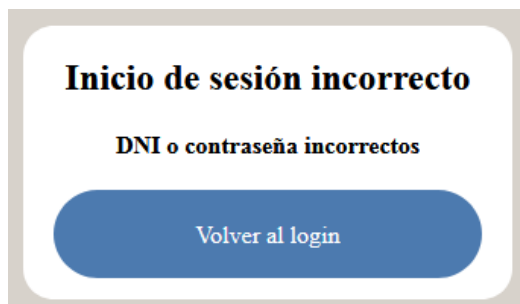 Inicio de sesión incorrecto
DNI o contraseña incorrectos
Volver al login